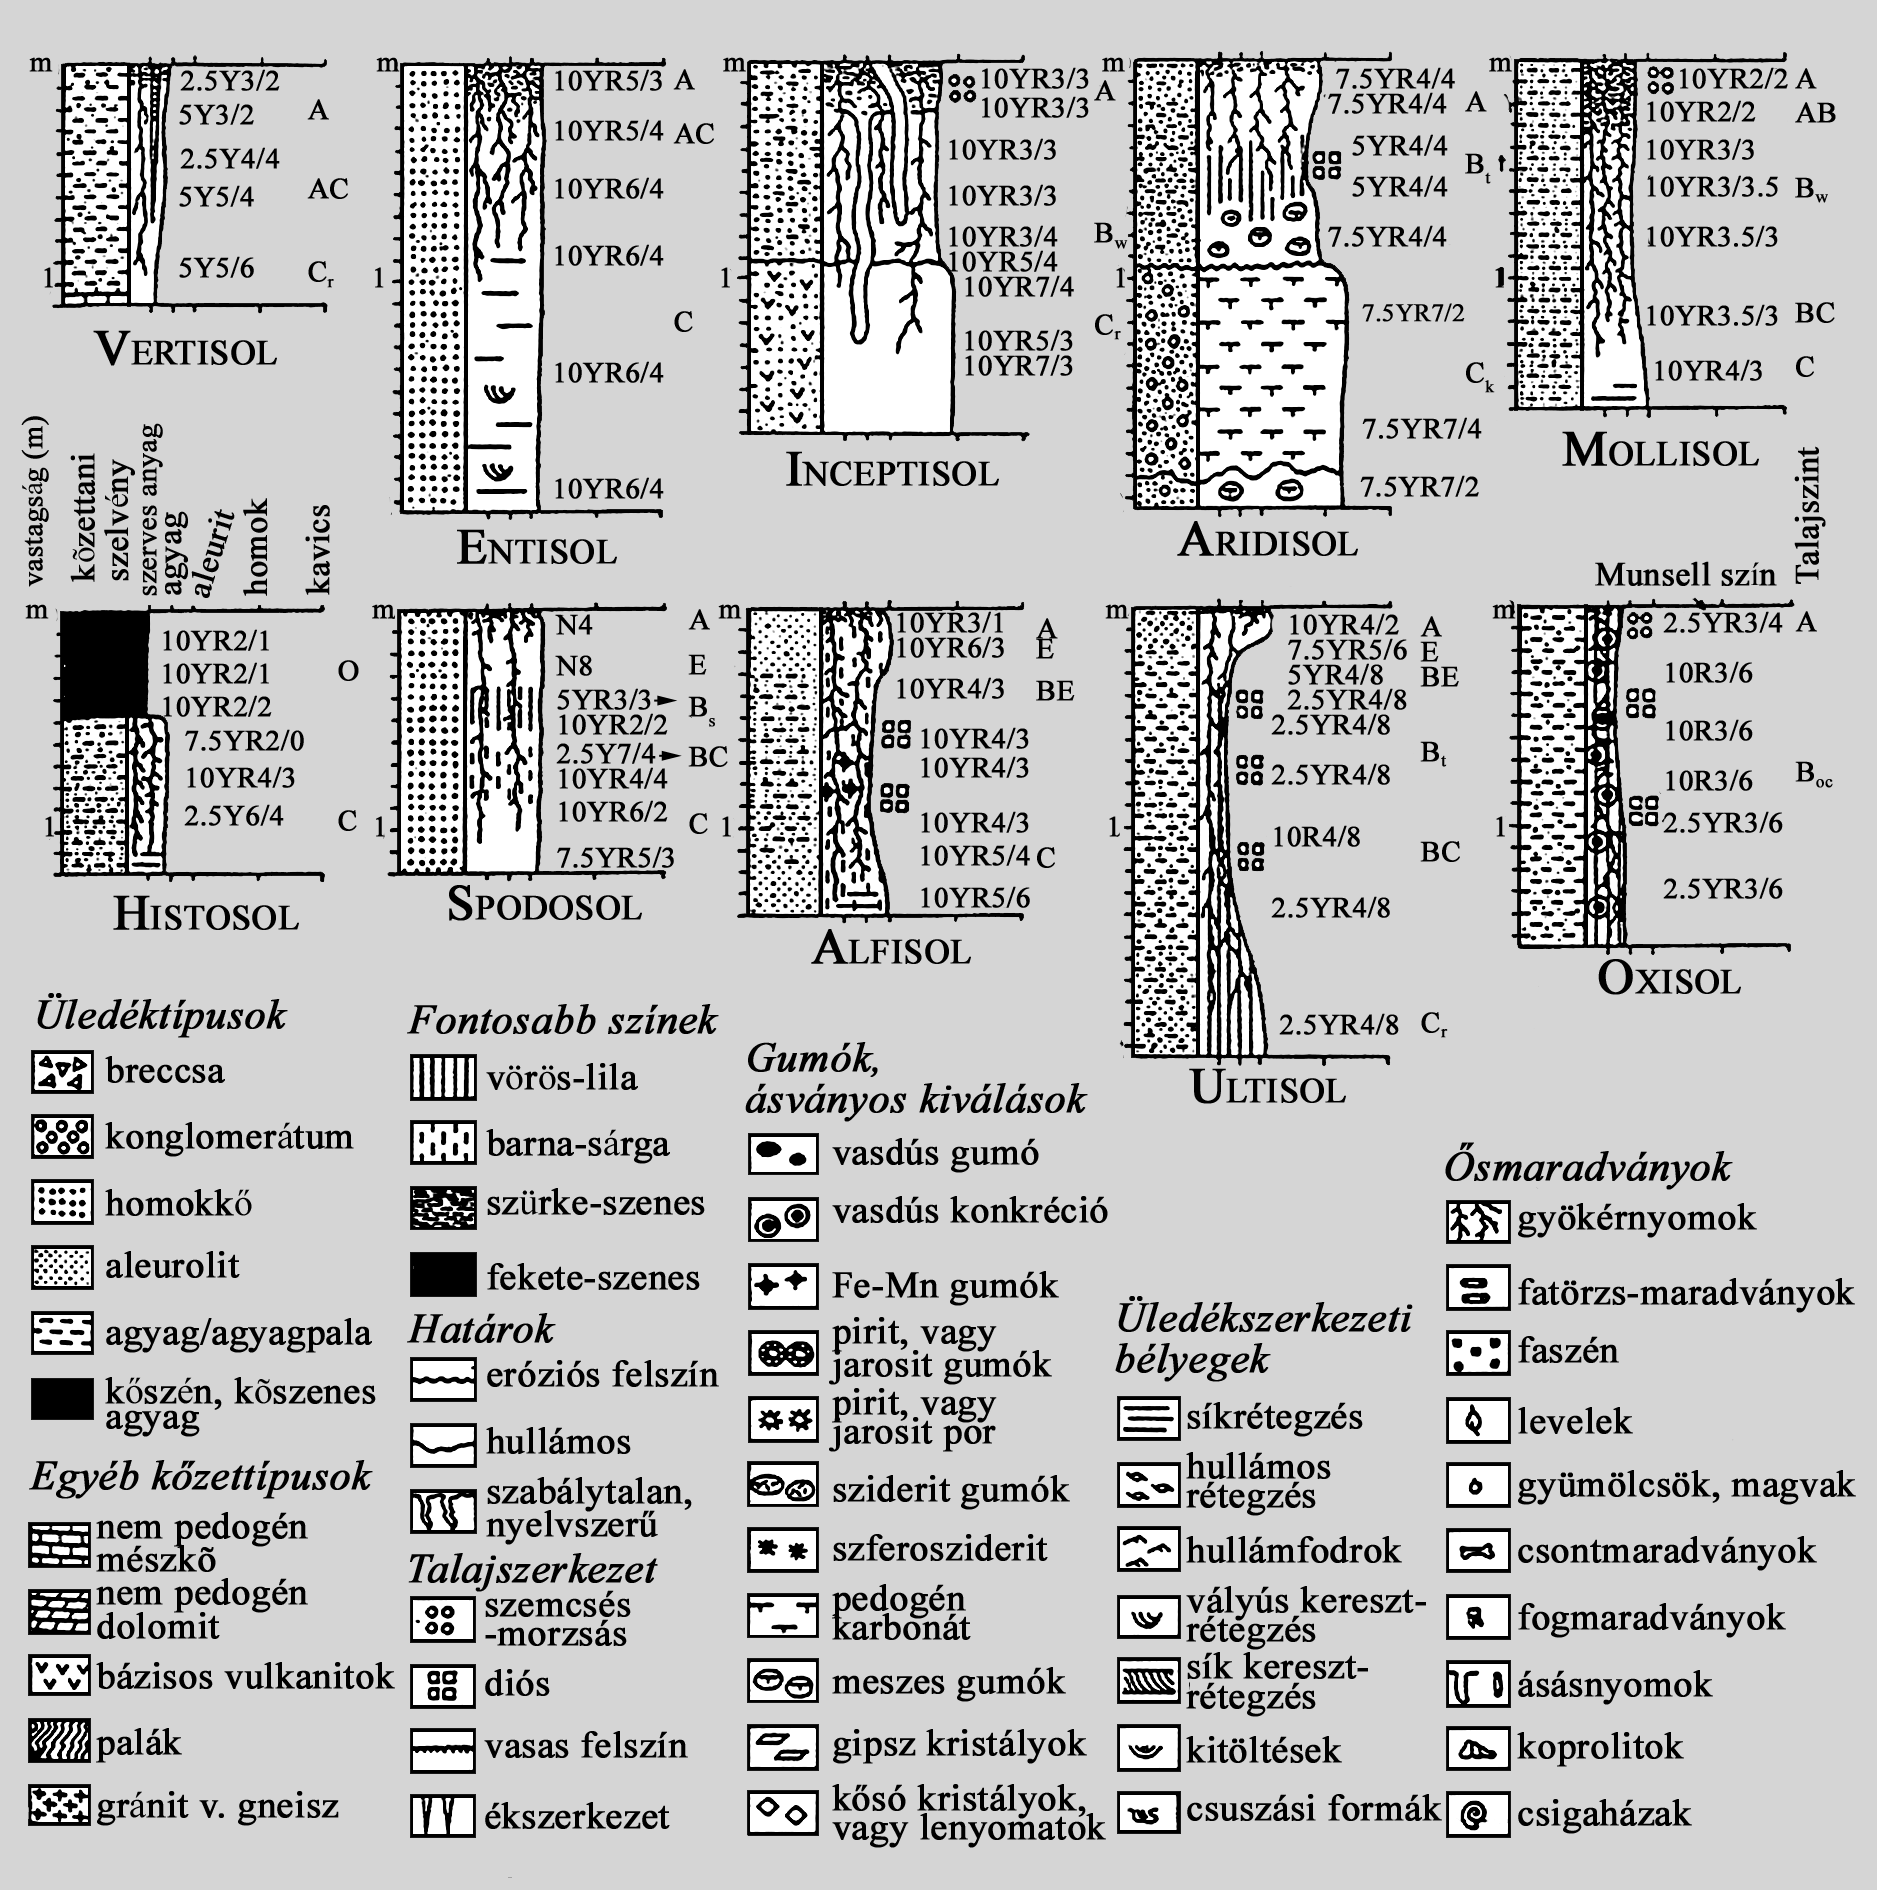 m
2.5Y3/2
5Y3/2 A
2.5Y4/4
5Y5/4 AC
5Y5/6 Cr
1
VERTISOL
m
10YR5/3 A
10YR5/4 AC
10YR6/4
10YR6/4
1
C
10YR6/4
10YR6/4
ENTISOL
m
10YR3/3
10YR3/3 A
10YR3/3
10YR3/3
10YR3/4 Bw
10YR5/4
1
10YR7/4
Cr
10YR5/3
10YR7/3
INCEPTISOL
m
7.5YR4/4
7.5YR4/4 A
5YR4/4
Bt
5YR4/4
7.5YR4/4
1
7.5YR7/2
Ck
7.5YR7/4
7.5YR7/2
ARIDISOL
m
10YR2/2 A
10YR2/2 AB
10YR3/3
10YR3/3.5 Bw
10YR3.5/3
1
10YR3.5/3 BC
10YR4/3 C
MOLLISOL
vastagság (m)
kõzettani
szelvény
szerves anyag
agyag
aleurit
homok
kavics
Talajszint
Munsell szín
m
10YR2/1
10YR2/1 O
10YR2/2
7.5YR2/0
10YR4/3
2.5Y6/4 C
1
HISTOSOL
m
N4 A
N8 E
5YR3/3 Bs
10YR2/2
2.5Y7/4 BC
10YR4/4
10YR6/2
C
1
7.5YR5/3
SPODOSOL
m
10YR3/1 A
10YR6/3 E
10YR4/3 BE
10YR4/3
10YR4/3
1
10YR4/3
10YR5/4 C
10YR5/6
ALFISOL
m
10YR4/2 A
7.5YR5/6 E
5YR4/8 BE
2.5YR4/8
2.5YR4/8
Bt
2.5YR4/8
1
10R4/8
BC
2.5YR4/8
2.5YR4/8 Cr
ULTISOL
m
2.5YR3/4 A
10R3/6
10R3/6
10R3/6 Boc
1
2.5YR3/6
2.5YR3/6
OXISOL
Üledéktípusok
breccsa
konglomerátum
homokkő
aleurolit
agyag/agyagpala
kőszén, kõszenes
agyag
Egyéb kőzettípusok
nem pedogén
mészkõ
nem pedogén
dolomit
bázisos vulkanitok
palák
gránit v. gneisz
Fontosabb színek
vörös-lila
barna-sárga
szürke-szenes
fekete-szenes
Határok
eróziós felszín
hullámos
szabálytalan,
nyelvszerű
Talajszerkezet
szemcsés
-morzsás
diós
vasas felszín
ékszerkezet
Gumók,
ásványos kiválások
vasdús gumó
vasdús konkréció
Fe-Mn gumók
pirit, vagy
jarosit gumók
pirit, vagy
jarosit por
sziderit gumók
szferosziderit
pedogén
karbonát
meszes gumók
gipsz kristályok
kősó kristályok,
vagy lenyomatok
Üledékszerkezeti
bélyegek
síkrétegzés
hullámos
rétegzés
hullámfodrok
vályús kereszt-
rétegzés
sík kereszt-
rétegzés
kitöltések
csuszási formák
Ősmaradványok
gyökérnyomok
fatörzs-maradványok
faszén
levelek
gyümölcsök, magvak
csontmaradványok
fogmaradványok
ásásnyomok
koprolitok
csigaházak